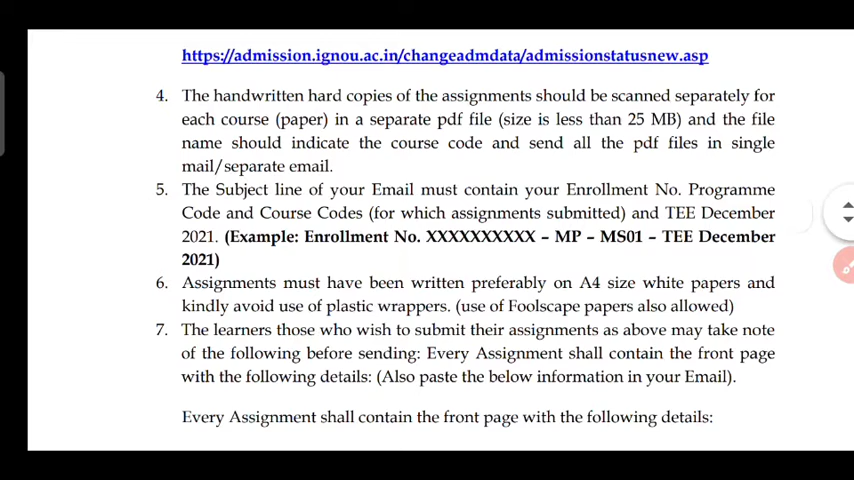 https://admission.ignou.ac.in/changeadmdata/admissionstatusnew.asp
4. The handwritten hard copies of the assignments should be scanned separately for
each course (paper) in a separate pdf file (size is less than 25 MB) and the file
name should indicate the course code and send all the pdf files in single
mail/separate email.
5. The Subject line of your Email must contain your Enrollment No. Programme
Code and Course Codes (for which assignments submitted) and TEE December
2021. (Example: Enrollment No. XXXXXXXXXX – MP – MS01 – TEE December
2021)
6. Assignments must have been written preferably on A4 size white papers and
kindly avoid use of plastic wrappers. (use of Foolscape papers also allowed)
7. The learners those who wish to submit their assignments as above may take note
of the following before sending: Every Assignment shall contain the front page
with the following details: (Also paste the below information in your Email).
Every Assignment shall contain the front page with the following details: